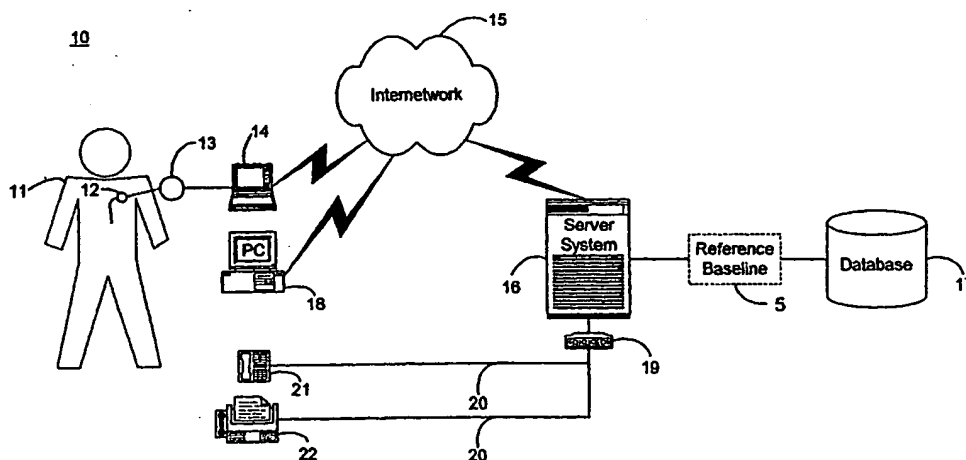 10
15
Internetwork
14
13
12
11
PC
18
Server
System
16
Reference
Baseline
5
Database
17
19
21
20
22
20